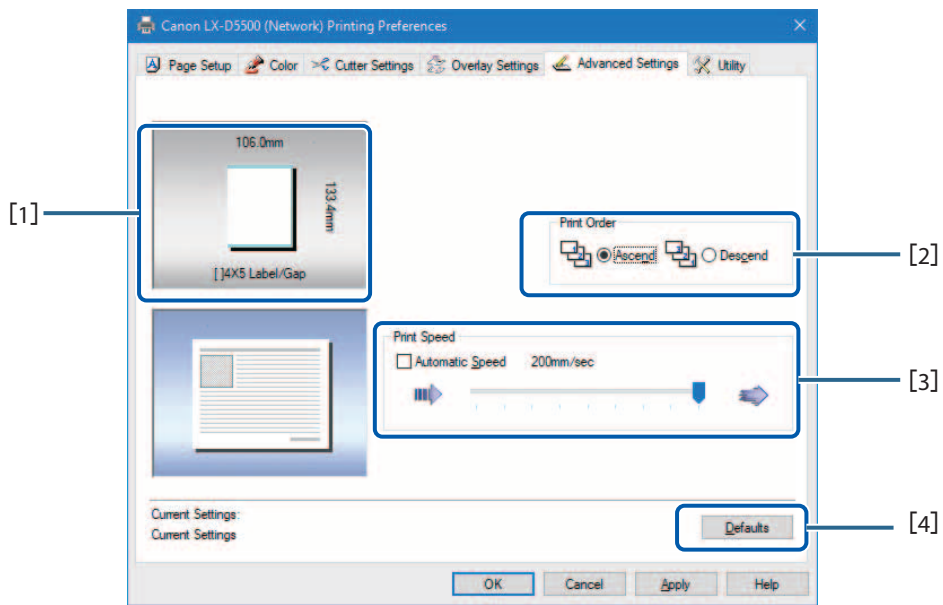 Canon LX-D5500 (Network) Printing Preferences
Page Setup Color Cutter Settings Overlay Settings Advanced Settings Utility
106.0mm
133.4mm
[ ]4X5 Label/Gap
[1]
Print Order
Ascend Descend
[2]
Print Speed
Automatic Speed 200mm/sec
[3]
Current Settings:
Current Settings
Defaults
[4]
OK Cancel Apply Help